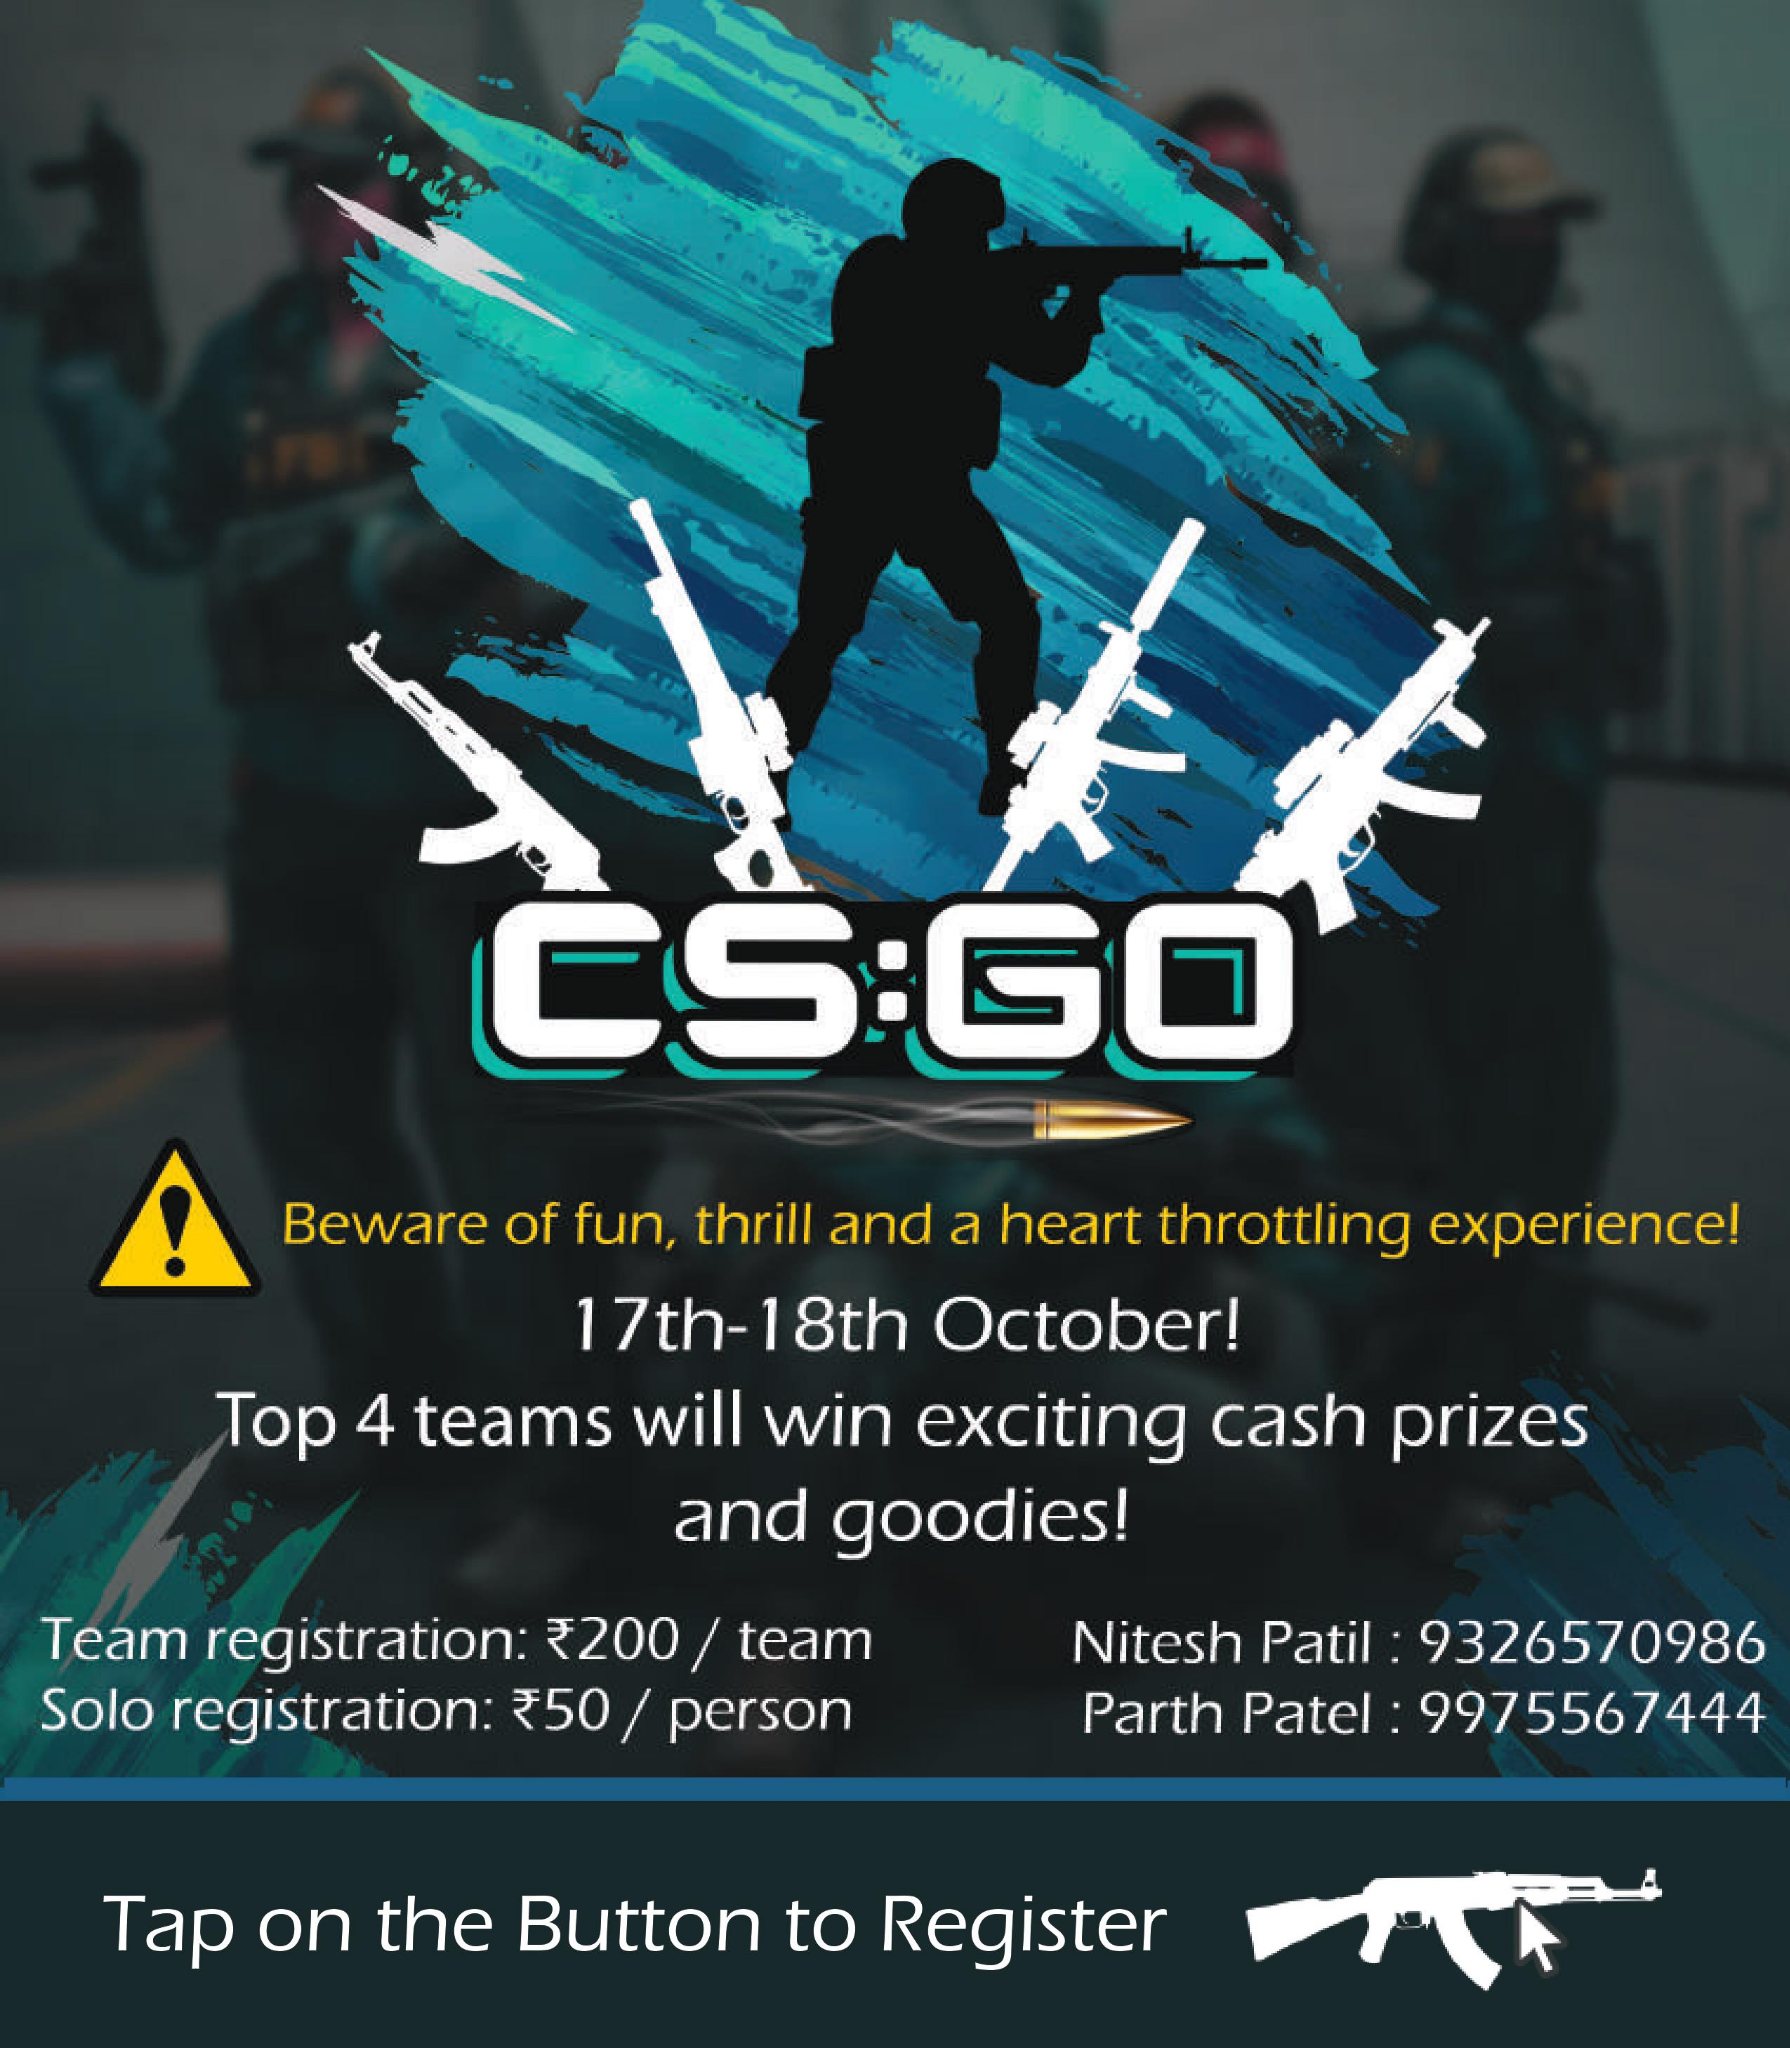 CS:GO
Beware of fun, thrill and a heart throttling experience!
17th-18th October!
Top 4 teams will win exciting cash prizes
and goodies!
Team registration: ₹200 / team
Solo registration: ₹50 / person
Nitesh Patil : 9326570986
Parth Patel : 9975567444
Tap on the Button to Register